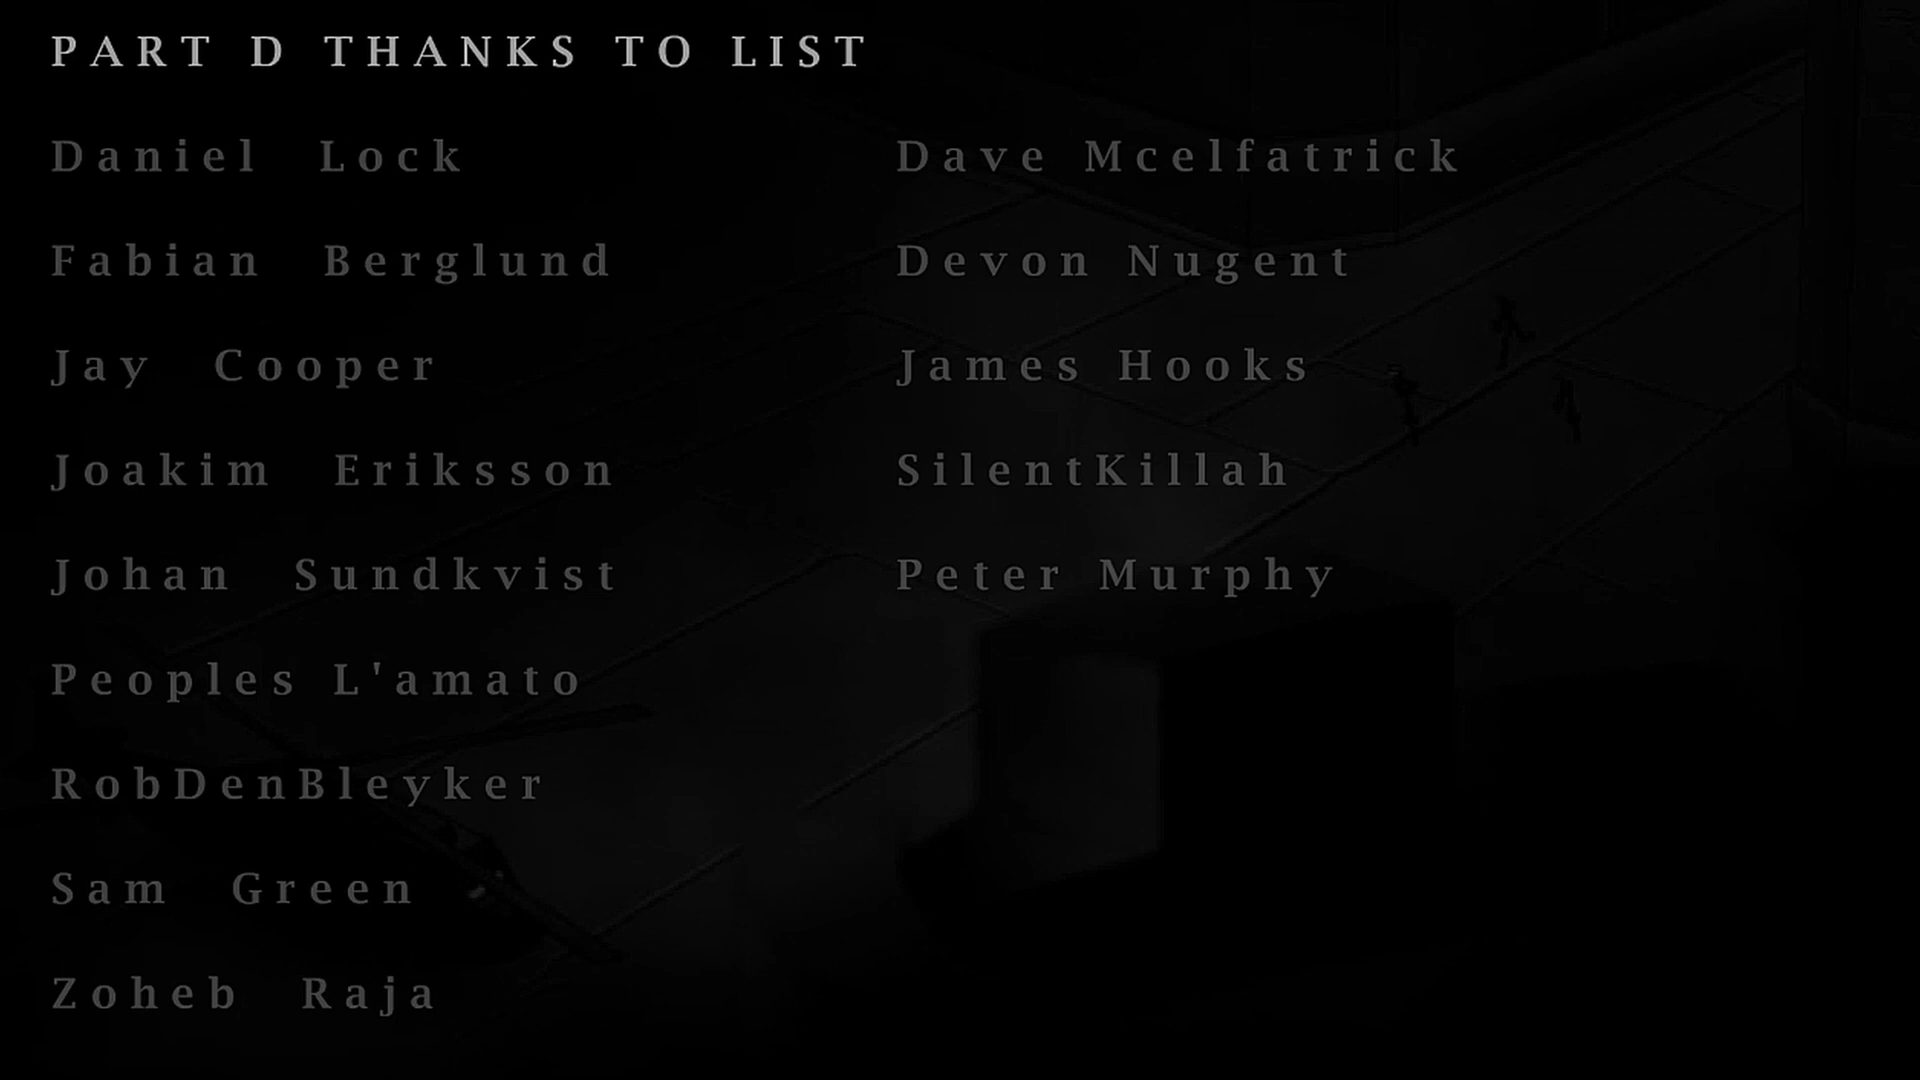 PART D THANKS TO LIST
Daniel Lock
Fabian Berglund
Jay Cooper
Joakim Eriksson
Johan Sundkvist
Peoples L'amato
RobDenBleyker
Sam Green
Zoheb Raja
Dave Mcelfatrick
Devon Nugent
James Hooks
SilentKillah
Peter Murphy